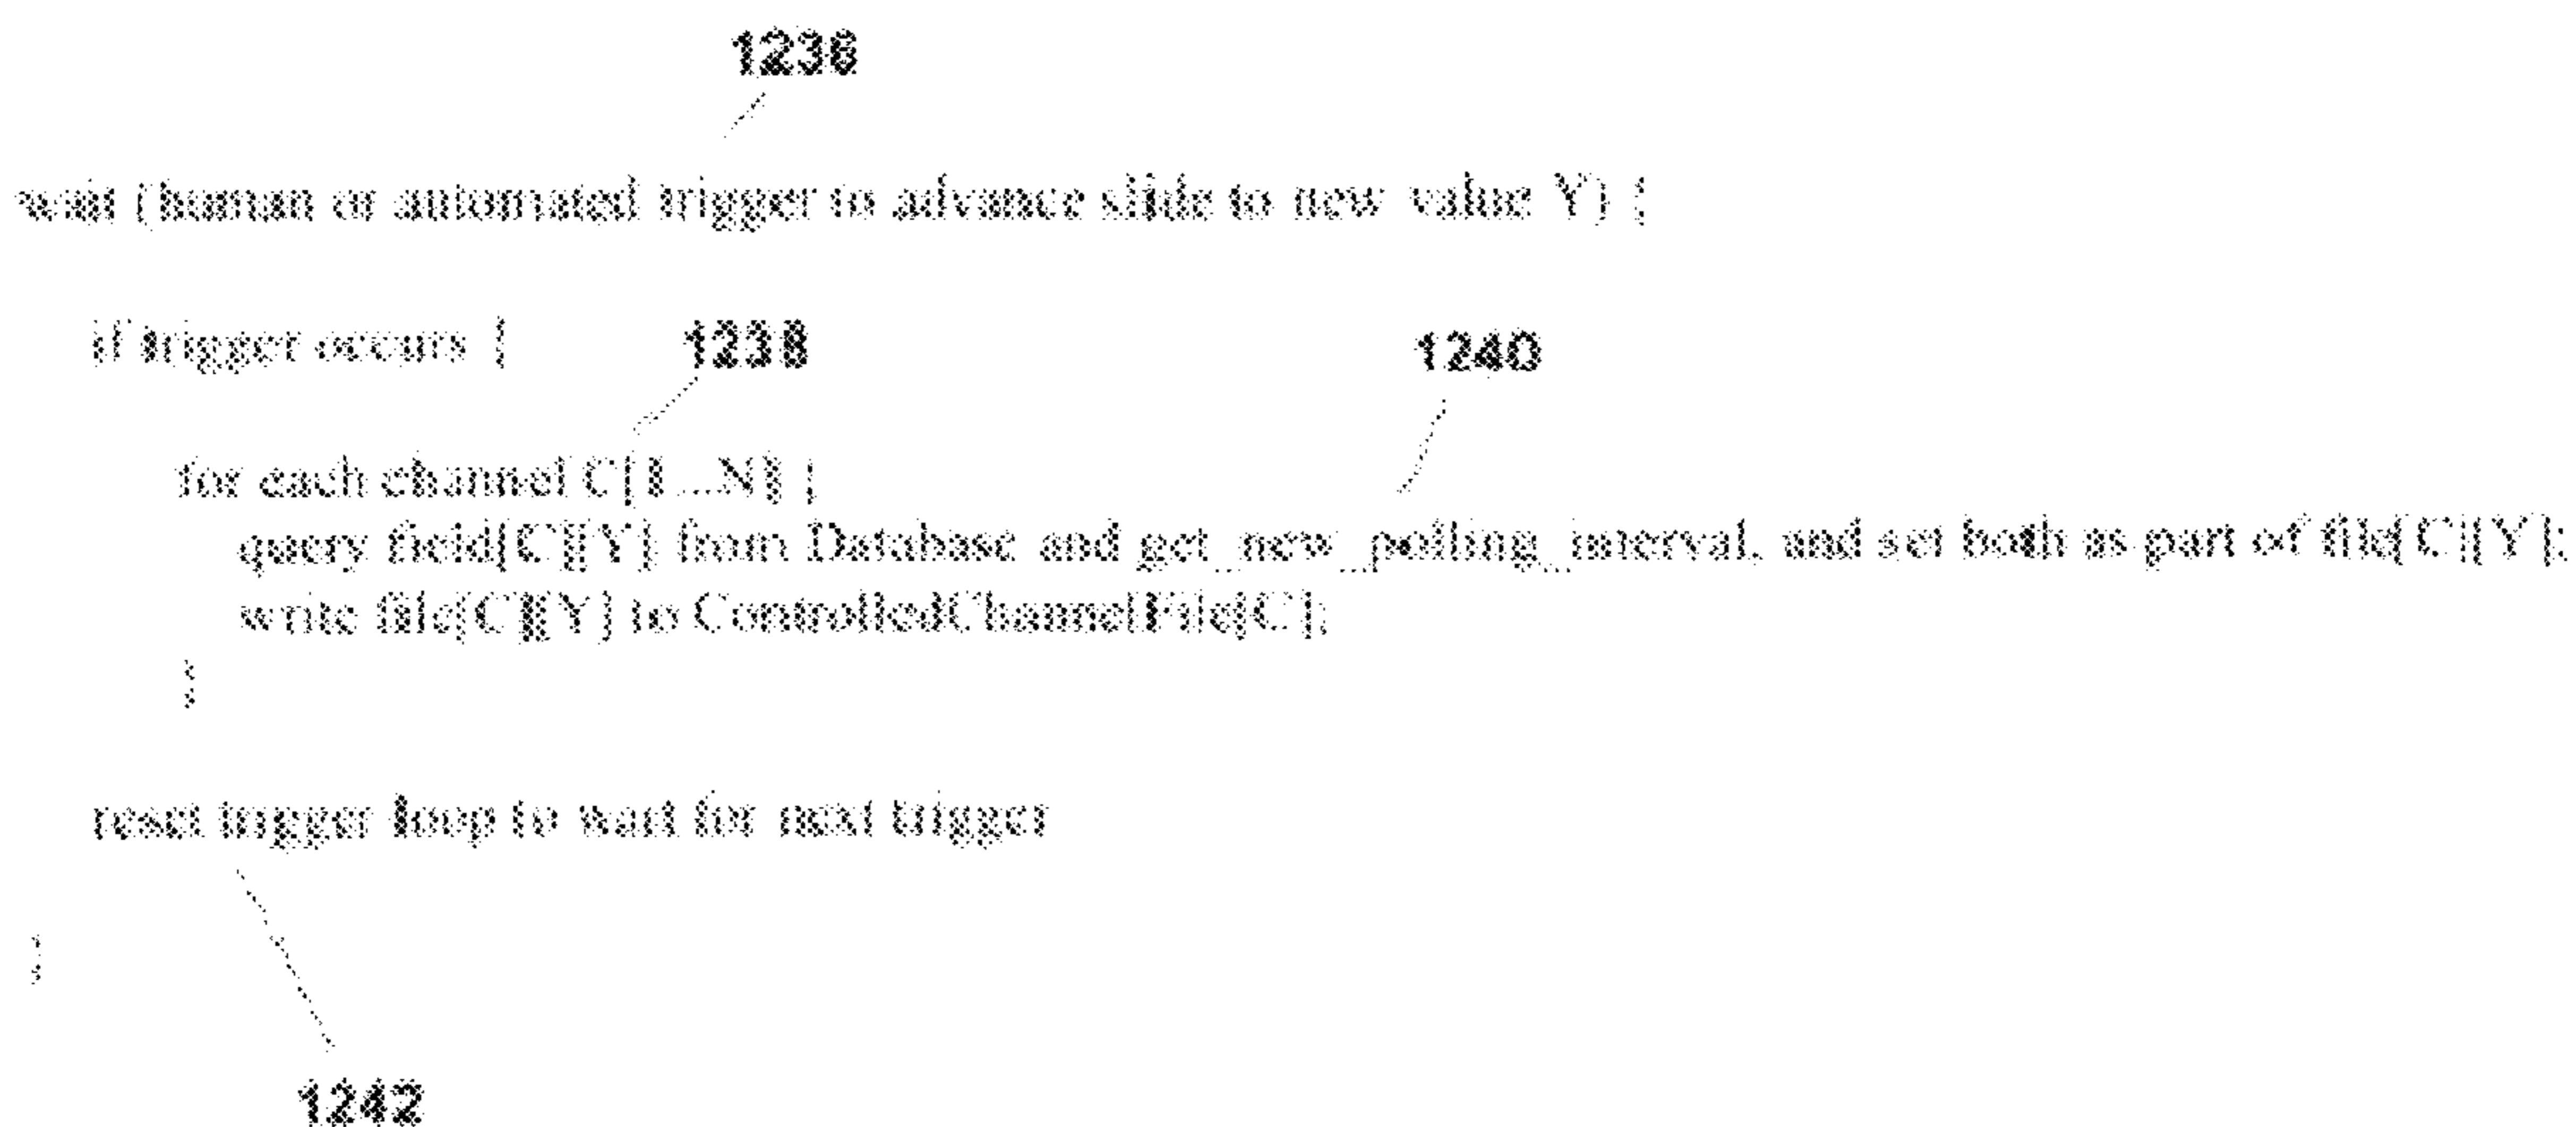 1236
wait (human or automated trigger to advance slide to new value Y) {
if trigger occurs {
1238
1240
for each channel C[1...N] {
query field[C][Y] from Database and get_new_polling_interval, and set both as part of file[C][Y];
write file[C][Y] to ControlledChannelFile[C];
}
reset trigger loop to wait for next trigger
}
1242